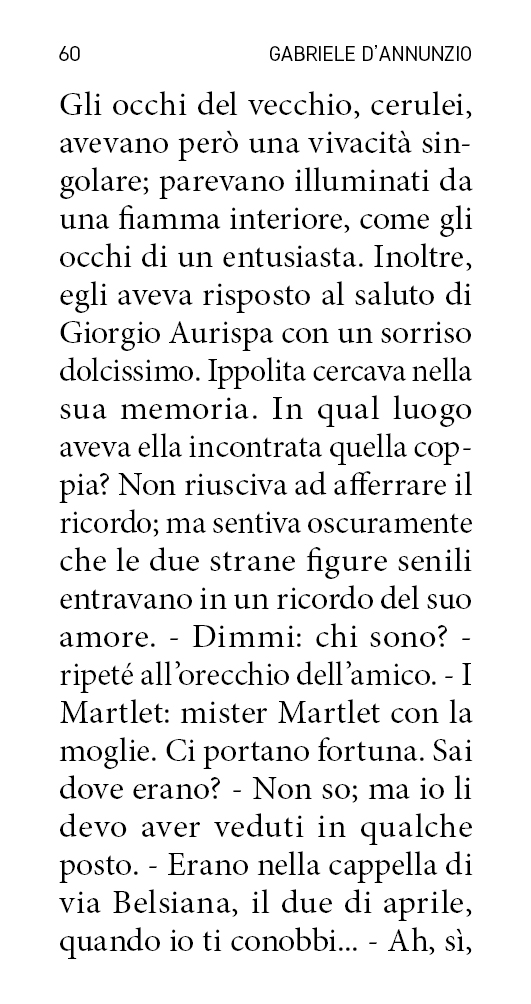 60 GABRIELE D’ANNUNZIO
Gli occhi del vecchio, cerulei,
avevano però una vivacità sin-
golare; parevano illuminati da
una fiamma interiore, come gli
occhi di un entusiasta. Inoltre,
egli aveva risposto al saluto di
Giorgio Aurispa con un sorriso
dolcissimo. Ippolita cercava nella
sua memoria. In qual luogo
aveva ella incontrata quella cop-
pia? Non riusciva ad afferrare il
ricordo; ma sentiva oscuramente
che le due strane figure senili
entravano in un ricordo del suo
amore. - Dimmi: chi sono? -
ripeté all’orecchio dell’amico. - I
Martlet: mister Martlet con la
moglie. Ci portano fortuna. Sai
dove erano? - Non so; ma io li
devo aver veduti in qualche
posto. - Erano nella cappella di
via Belsiana, il due di aprile,
quando io ti conobbi... - Ah, sì,